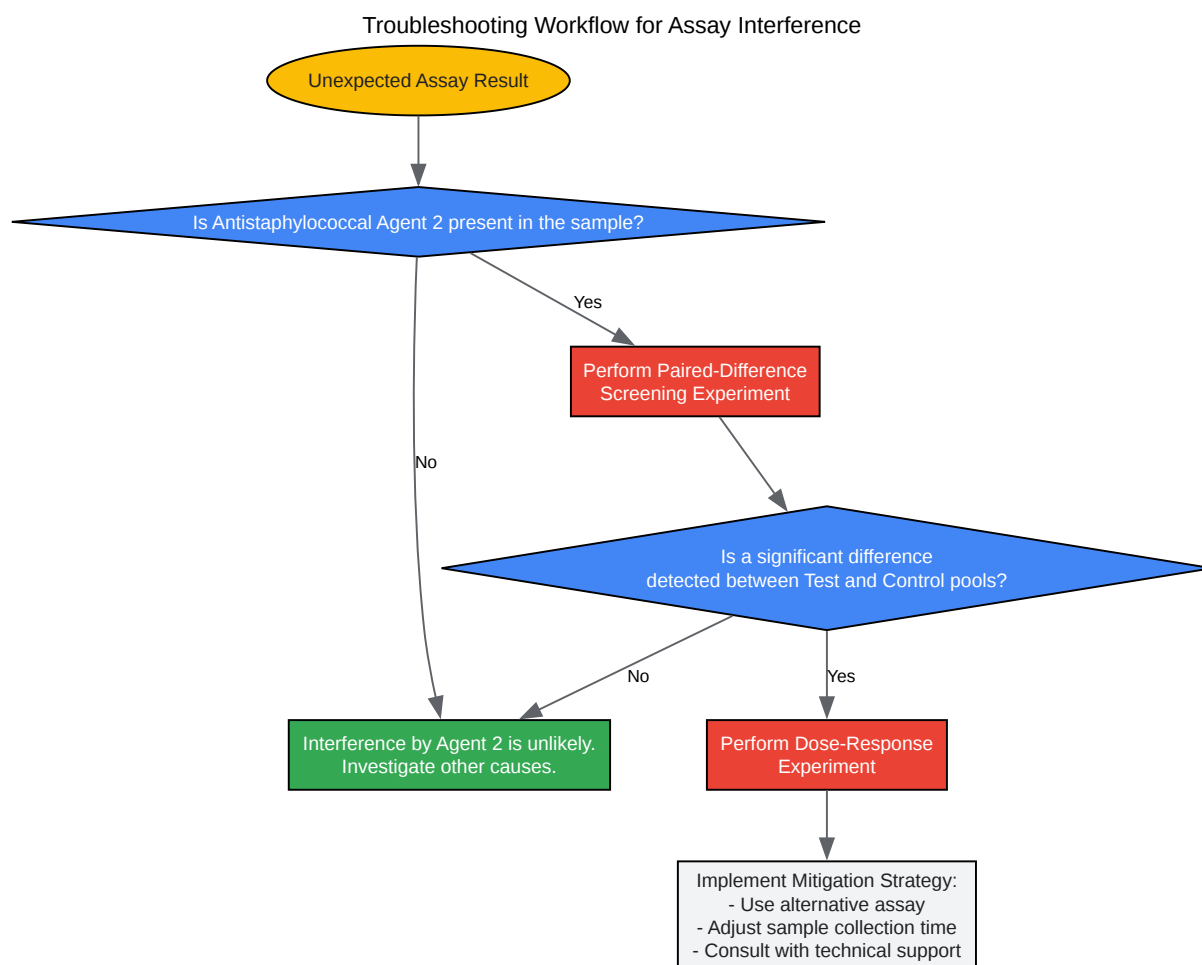 Troubleshooting Workflow for Assay Interference
Unexpected Assay Result
Is Antistaphylococcal Agent 2 present in the sample?
Yes
Perform Paired-Difference
Screening Experiment
No
Is a significant difference
detected between Test and Control pools?
No
Yes
Interference by Agent 2 is unlikely.
Investigate other causes.
Perform Dose-Response
Experiment
Implement Mitigation Strategy:
- Use alternative assay
- Adjust sample collection time
- Consult with technical support